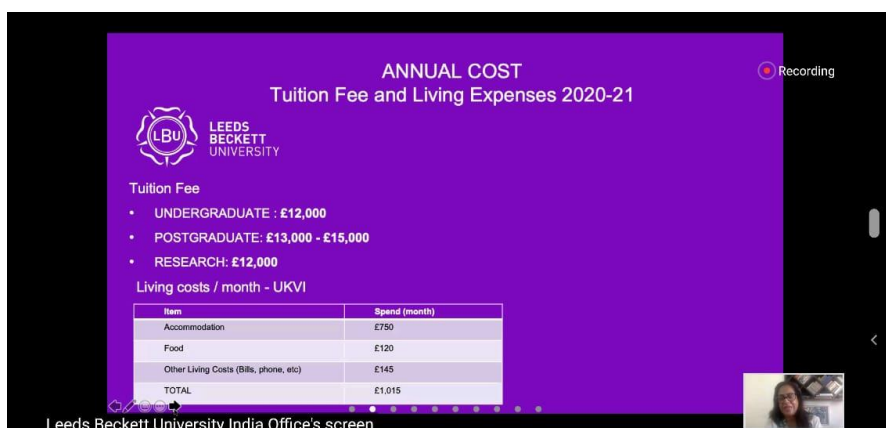 ANNUAL COST
Tuition Fee and Living Expenses 2020-21
Recording
LBU
LEEDS
BECKETT
UNIVERSITY
Tuition Fee
• UNDERGRADUATE : £12,000
• POSTGRADUATE: £13,000 - £15,000
• RESEARCH: £12,000
Living costs / month - UKVI
Item Spend (month)
Accommodation £750
Food £120
Other Living Costs (Bills, phone, etc) £145
TOTAL £1,015
Leeds Beckett University India Office's screen